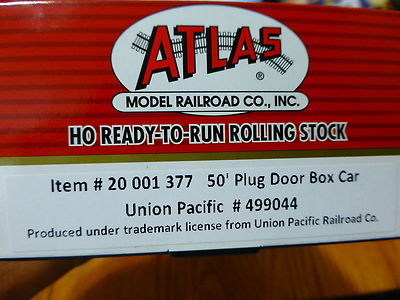 ATLAS
®
MODEL RAILROAD CO., INC.
HO READY-TO-RUN ROLLING STOCK
Item # 20 001 377 50' Plug Door Box Car
Union Pacific # 499044
Produced under trademark license from Union Pacific Railroad Co.